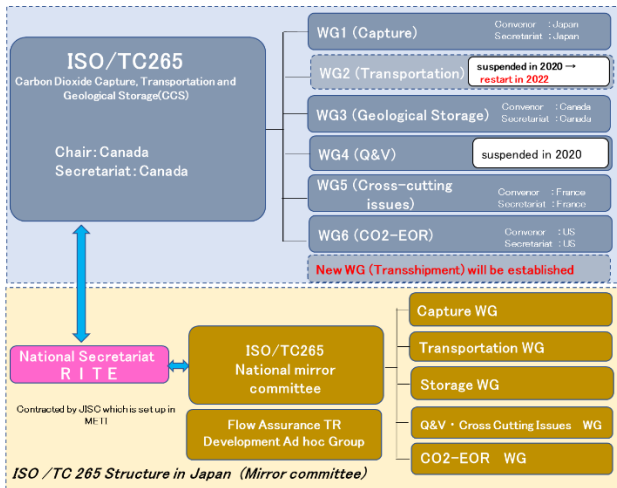 ISO/TC265
Carbon Dioxide Capture, Transportation and
Geological Storage(CCS)
Chair:Canada
Secretariat:Canada
WG1 (Capture)
Convenor :Japan
Secretariat :Japan
WG2 (Transportation)
suspended in 2020 →
restart in 2022
WG3 (Geological Storage)
Convenor :Canada
Secretariat :Canada
WG4 (Q&V)
suspended in 2020
WG5 (Cross-cutting
issues)
Convenor :France
Secretariat :France
WG6 (CO2-EOR)
Convenor :US
Secretariat :US
New WG (Transshipment) will be established
National Secretariat
R I T E
Contracted by JISC which is set up in
METI
ISO/TC265
National mirror
committee
Flow Assurance TR
Development Ad hoc Group
Capture WG
Transportation WG
Storage WG
Q&V・Cross Cutting Issues WG
CO2-EOR WG
ISO /TC 265 Structure in Japan (Mirror committee)